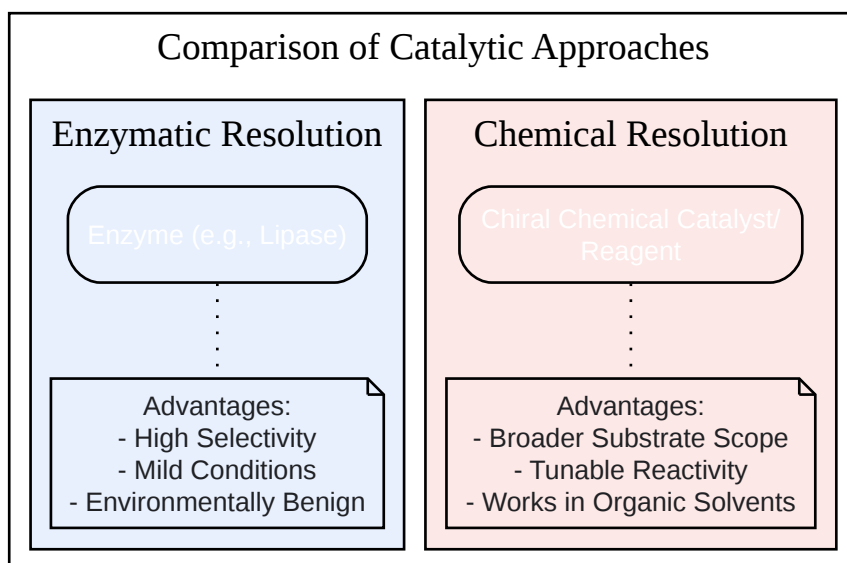 Comparison of Catalytic Approaches
Enzymatic Resolution
Enzyme (e.g., Lipase)
Advantages:
- High Selectivity
- Mild Conditions
- Environmentally Benign
Chemical Resolution
Chiral Chemical Catalyst/
Reagent
Advantages:
- Broader Substrate Scope
- Tunable Reactivity
- Works in Organic Solvents